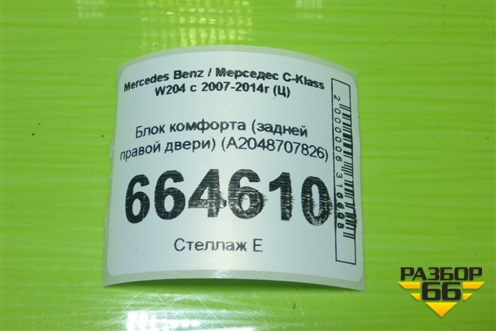 Mercedes Benz / Мерседес C-Klass
W204 с 2007-2014г (Ц)
Блок комфорта (задней
правой двери) (A2048707826)
664610
Стеллаж Е
РАЗБОР
66